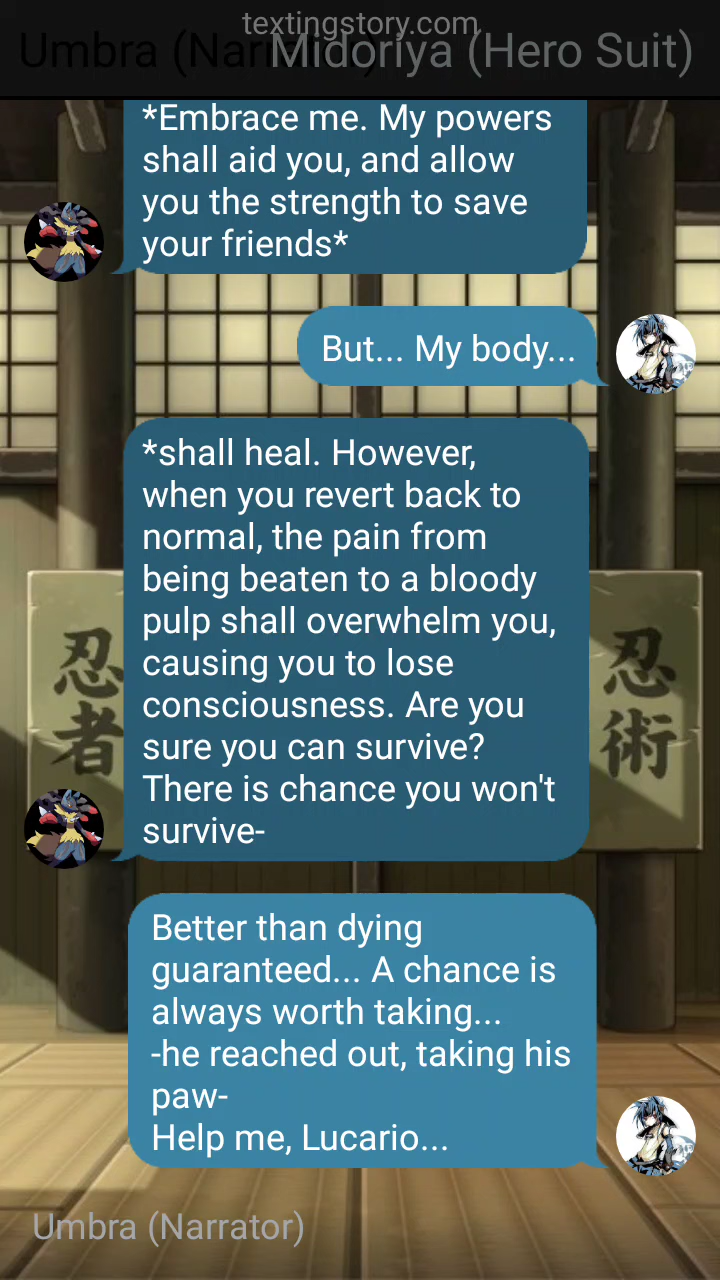 textingstory.com
Umbra (Narrator)
Midoriya (Hero Suit)
*Embrace me. My powers
shall aid you, and allow
you the strength to save
your friends*
But... My body...
*shall heal. However,
when you revert back to
normal, the pain from
being beaten to a bloody
pulp shall overwhelm you,
causing you to lose
consciousness. Are you
sure you can survive?
There is chance you won't
survive-
忍者
忍術
Better than dying
guaranteed... A chance is
always worth taking...
-he reached out, taking his
paw-
Help me, Lucario...
Umbra (Narrator)